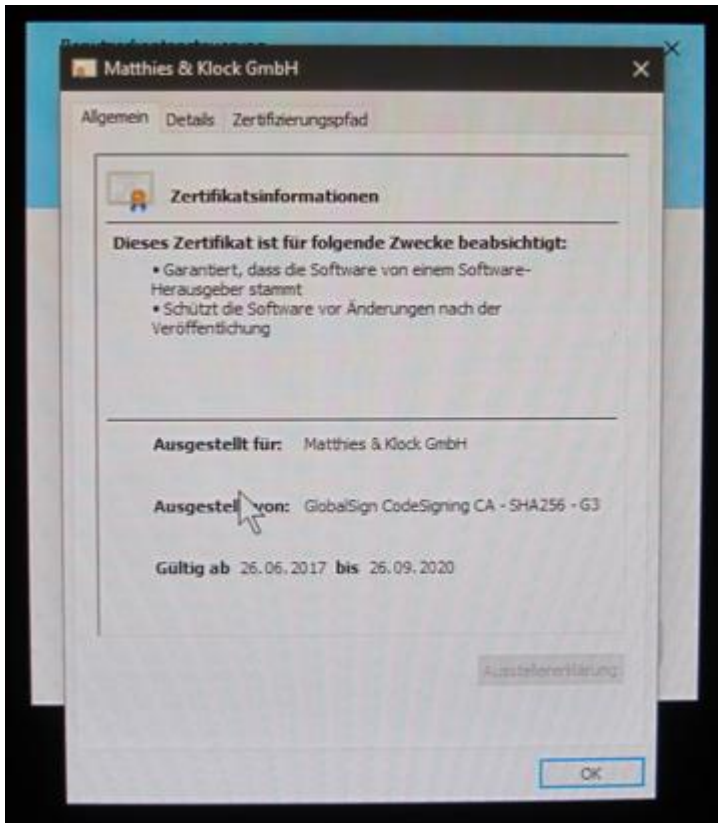 Benutzerkontensteuerung
Matthies & Klock GmbH
Allgemein Details Zertifizierungspfad
Zertifikatsinformationen
Dieses Zertifikat ist für folgende Zwecke beabsichtigt:
• Garantiert, dass die Software von einem Software-
Herausgeber stammt
• Schützt die Software vor Änderungen nach der
Veröffentlichung
Ausgestellt für: Matthies & Klock GmbH
Ausgestellt von: GlobalSign CodeSigning CA - SHA256 - G3
Gültig ab 26.06.2017 bis 26.09.2020
Ausstellererklärung
OK